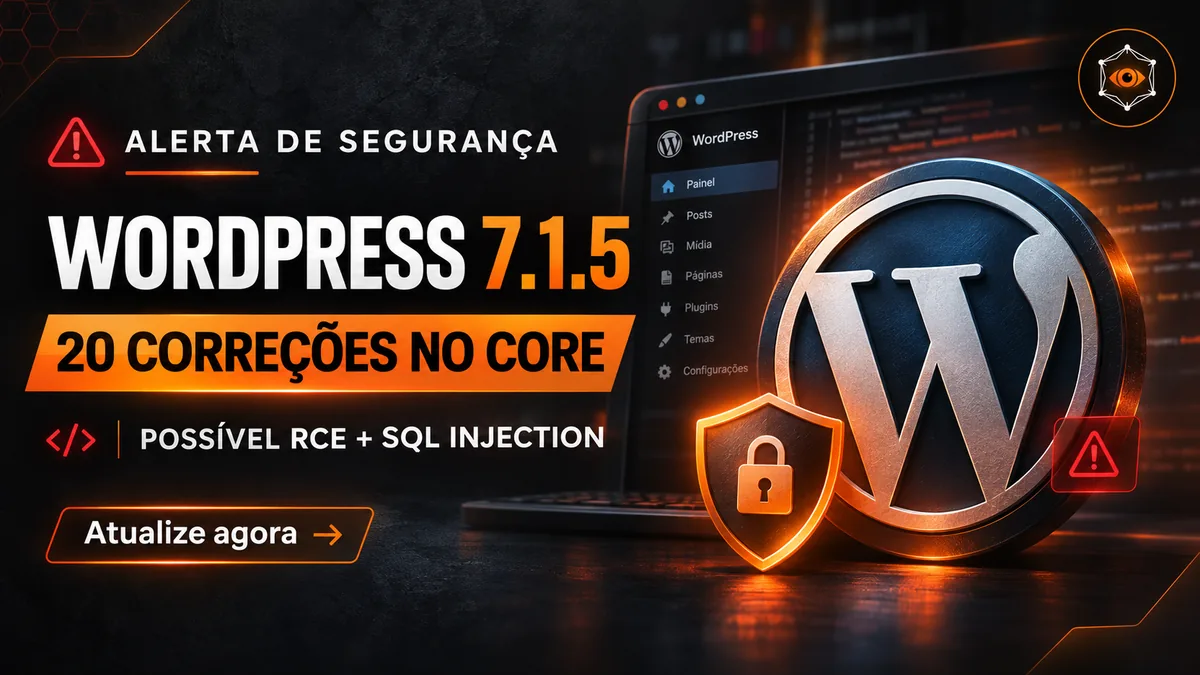 ALERTA DE SEGURANÇA
WORDPRESS 7.1.5
20 CORREÇÕES NO CORE
</> POSSÍVEL RCE + SQL INJECTION
Atualize agora →
WordPress
Painel
Posts
Mídia
Páginas
Plugins
Temas
Configurações